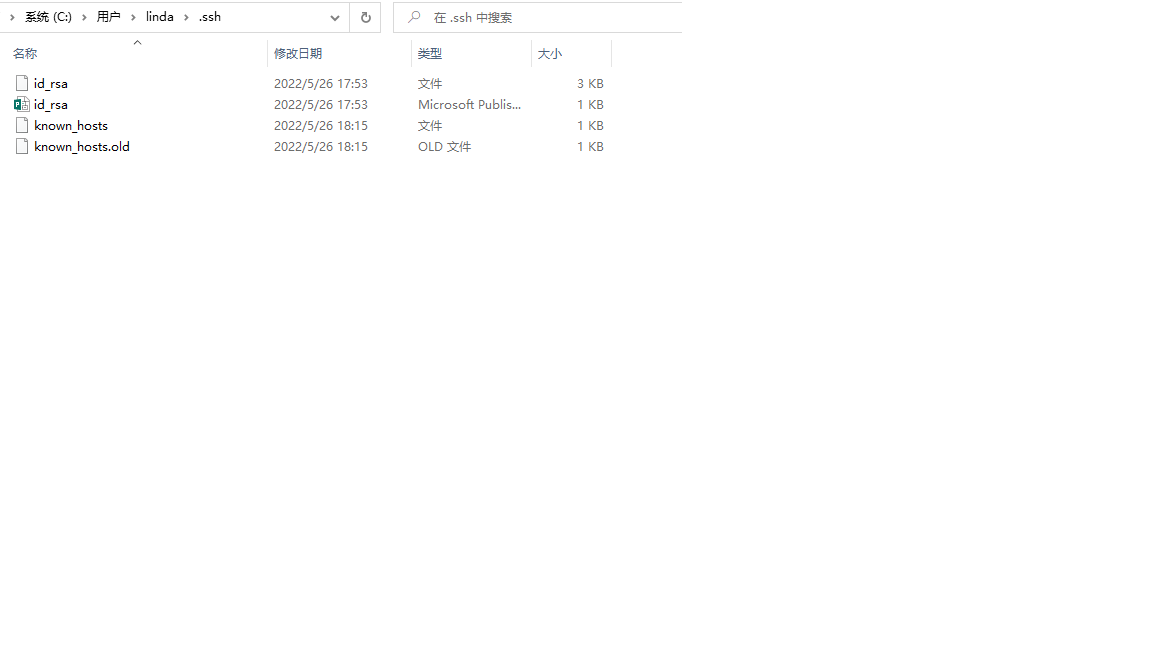 系统 (C:) 用户 linda .ssh 在 .ssh 中搜索
名称 修改日期 类型 大小
id_rsa 2022/5/26 17:53 文件 3 KB
id_rsa 2022/5/26 17:53 Microsoft Publis... 1 KB
known_hosts 2022/5/26 18:15 文件 1 KB
known_hosts.old 2022/5/26 18:15 OLD 文件 1 KB